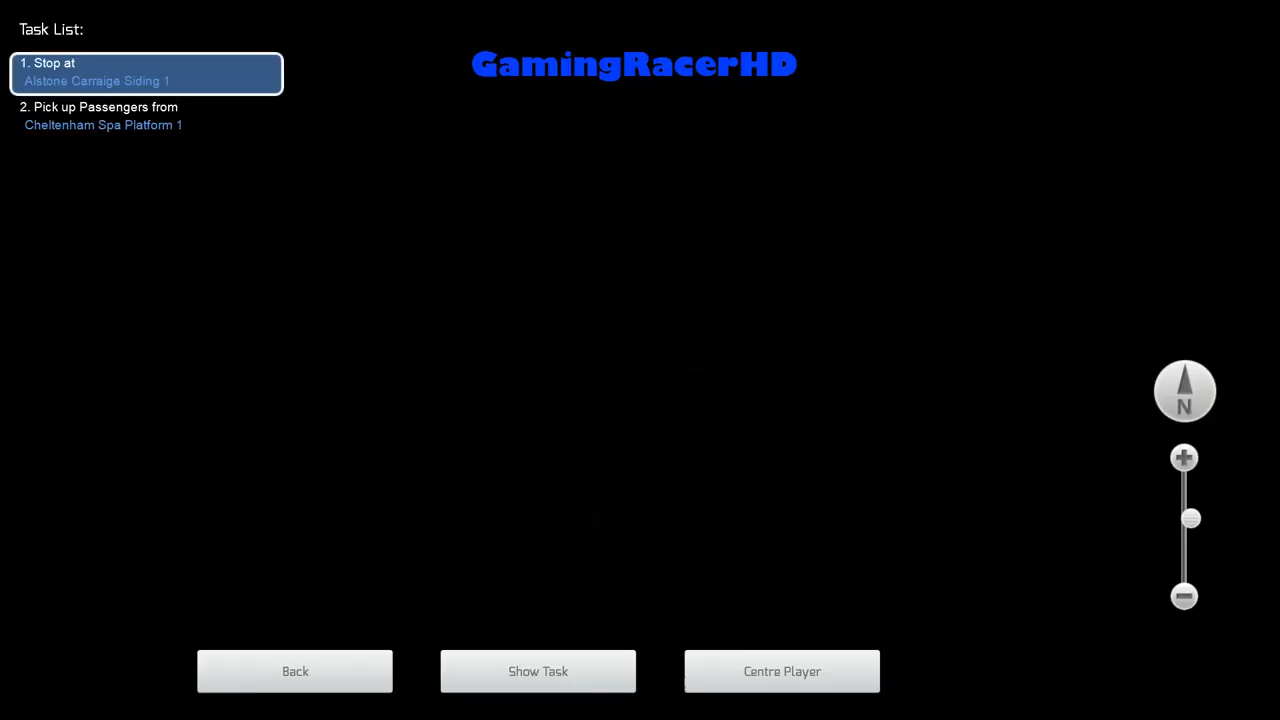 Task List:
1. Stop at
Alstone Carraige Siding 1
2. Pick up Passengers from
Cheltenham Spa Platform 1
GamingRacerHD
N
Back
Show Task
Centre Player